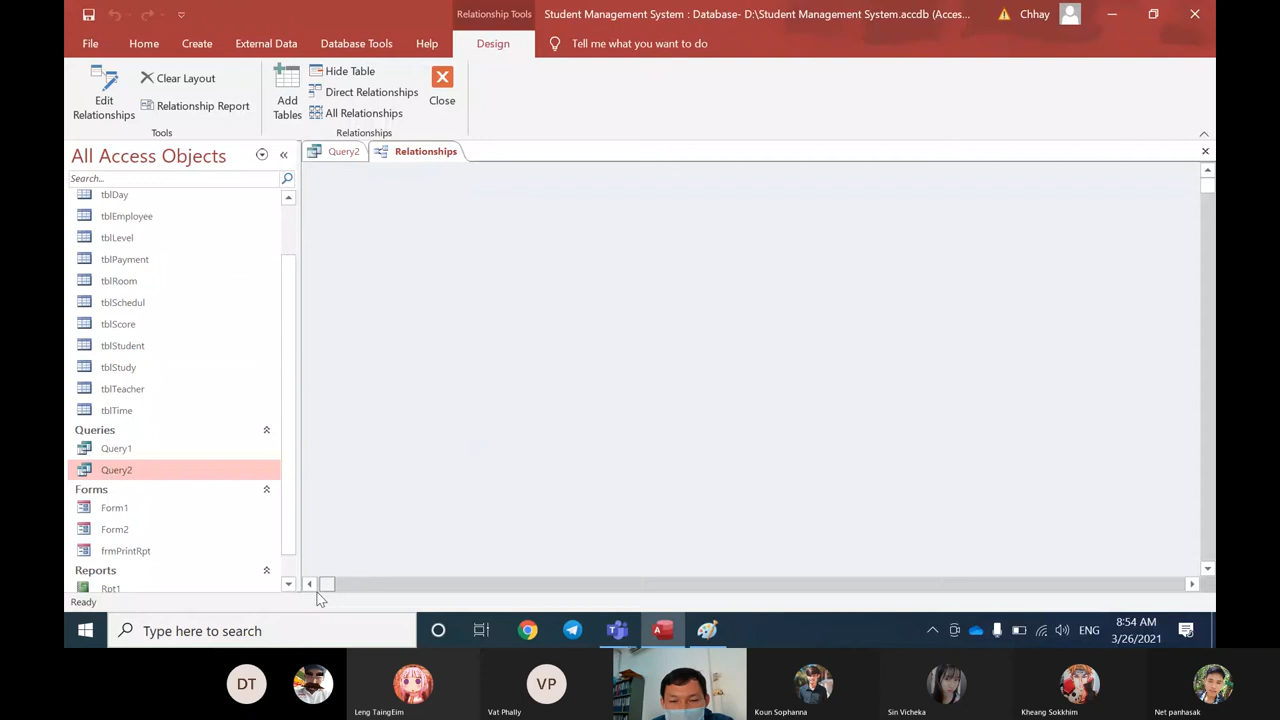 Relationship Tools
Student Management System : Database- D:\Student Management System.accdb (Acces...
Chhay
File
Home
Create
External Data
Database Tools
Help
Design
Tell me what you want to do
Edit
Relationships
Clear Layout
Relationship Report
Tools
Add
Tables
Hide Table
Direct Relationships
All Relationships
Relationships
Close
All Access Objects
Search...
tblDay
tblEmployee
tblLevel
tblPayment
tblRoom
tblSchedul
tblScore
tblStudent
tblStudy
tblTeacher
tblTime
Queries
Query1
Query2
Forms
Form1
Form2
frmPrintRpt
Reports
Rpt1
Query2
Relationships
Ready
Type here to search
ENG
8:54 AM
3/26/2021
DT
Leng TaingEim
VP
Vat Phally
Koun Sophanna
Sin Vicheka
Kheang Sokkhim
Net panhasak